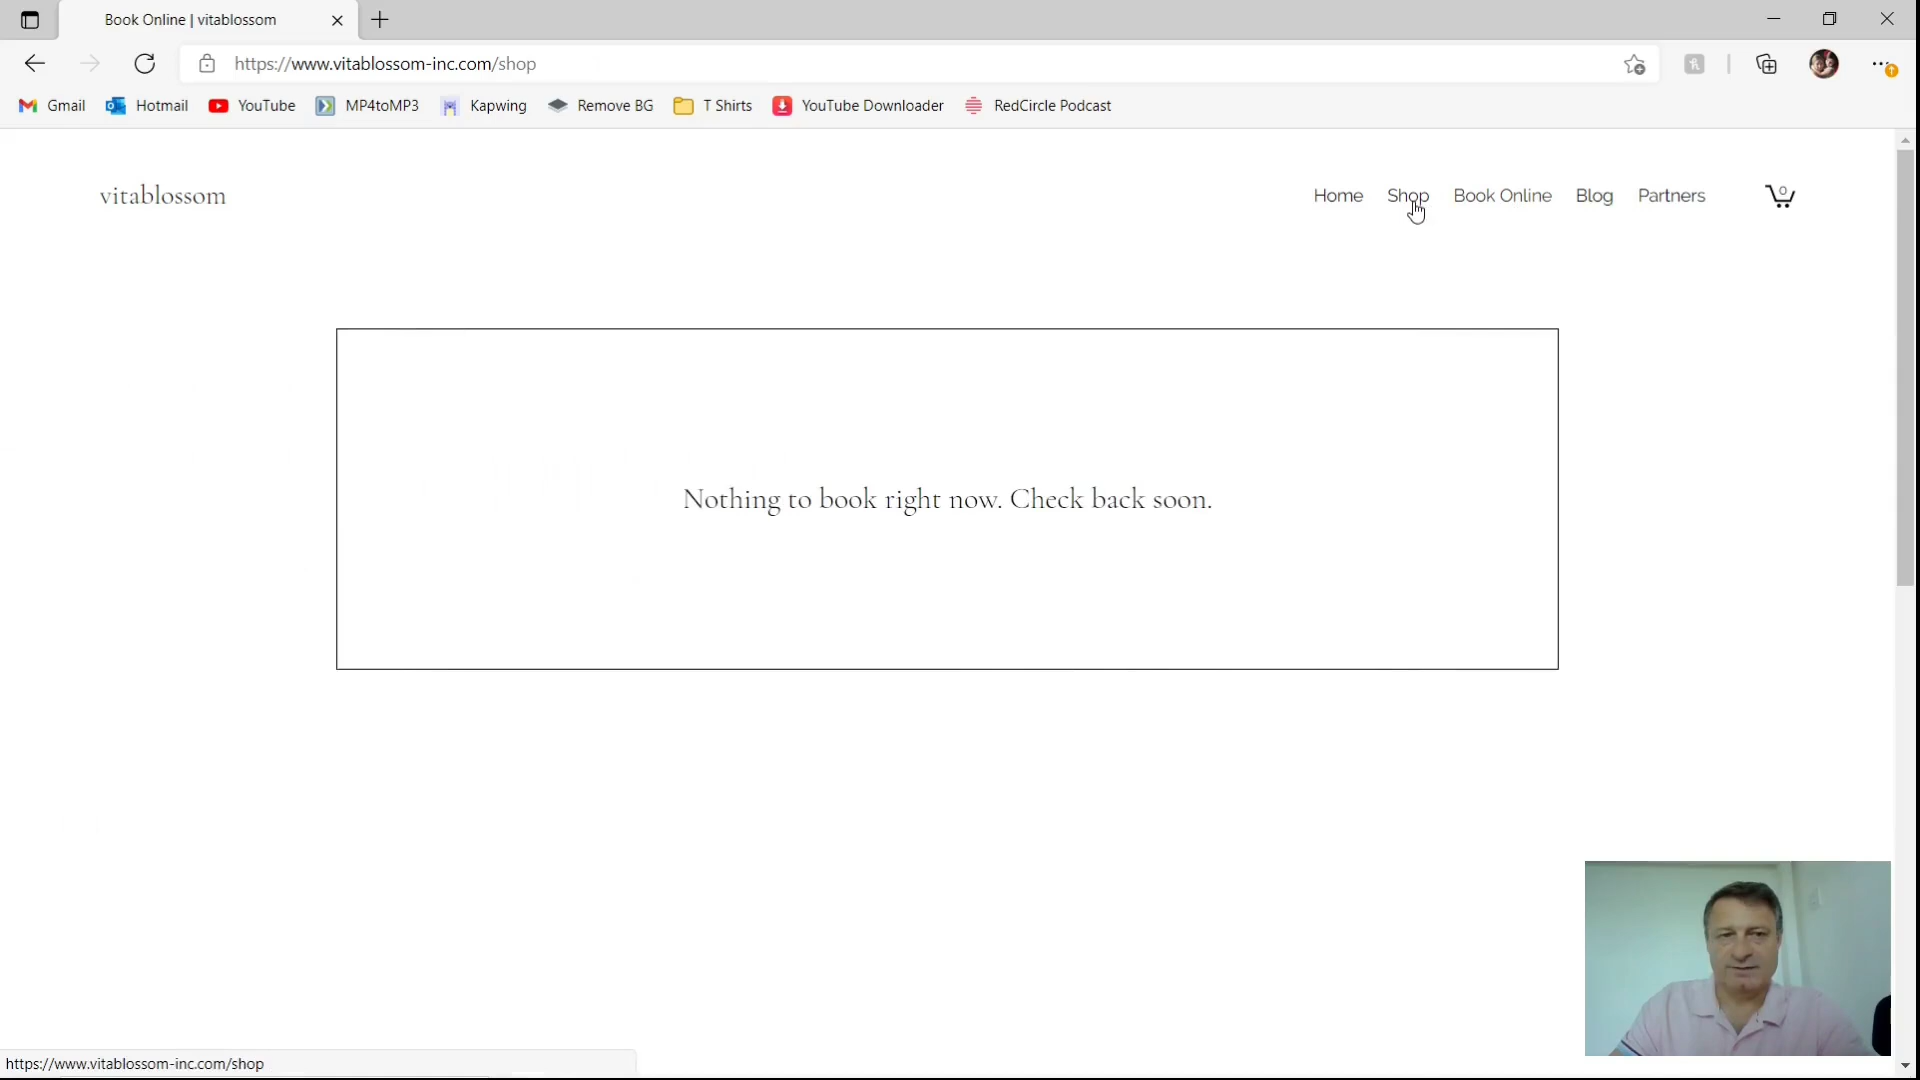 Book Online | vitablossom
https://www.vitablossom-inc.com/shop
Gmail Hotmail YouTube MP4toMP3 Kapwing Remove BG T Shirts YouTube Downloader RedCircle Podcast
vitablossom Home Shop Book Online Blog Partners 0
Nothing to book right now. Check back soon.
https://www.vitablossom-inc.com/shop